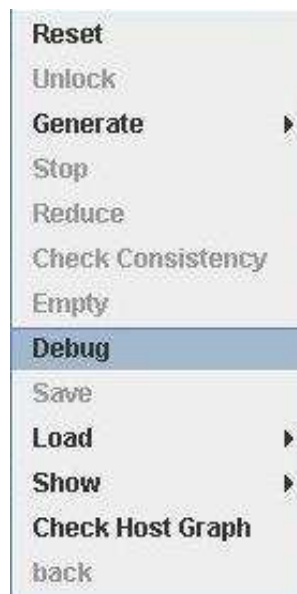 Reset
Unlock
Generate
Stop
Reduce
Check Consistency
Empty
Debug
Save
Load
Show
Check Host Graph
back